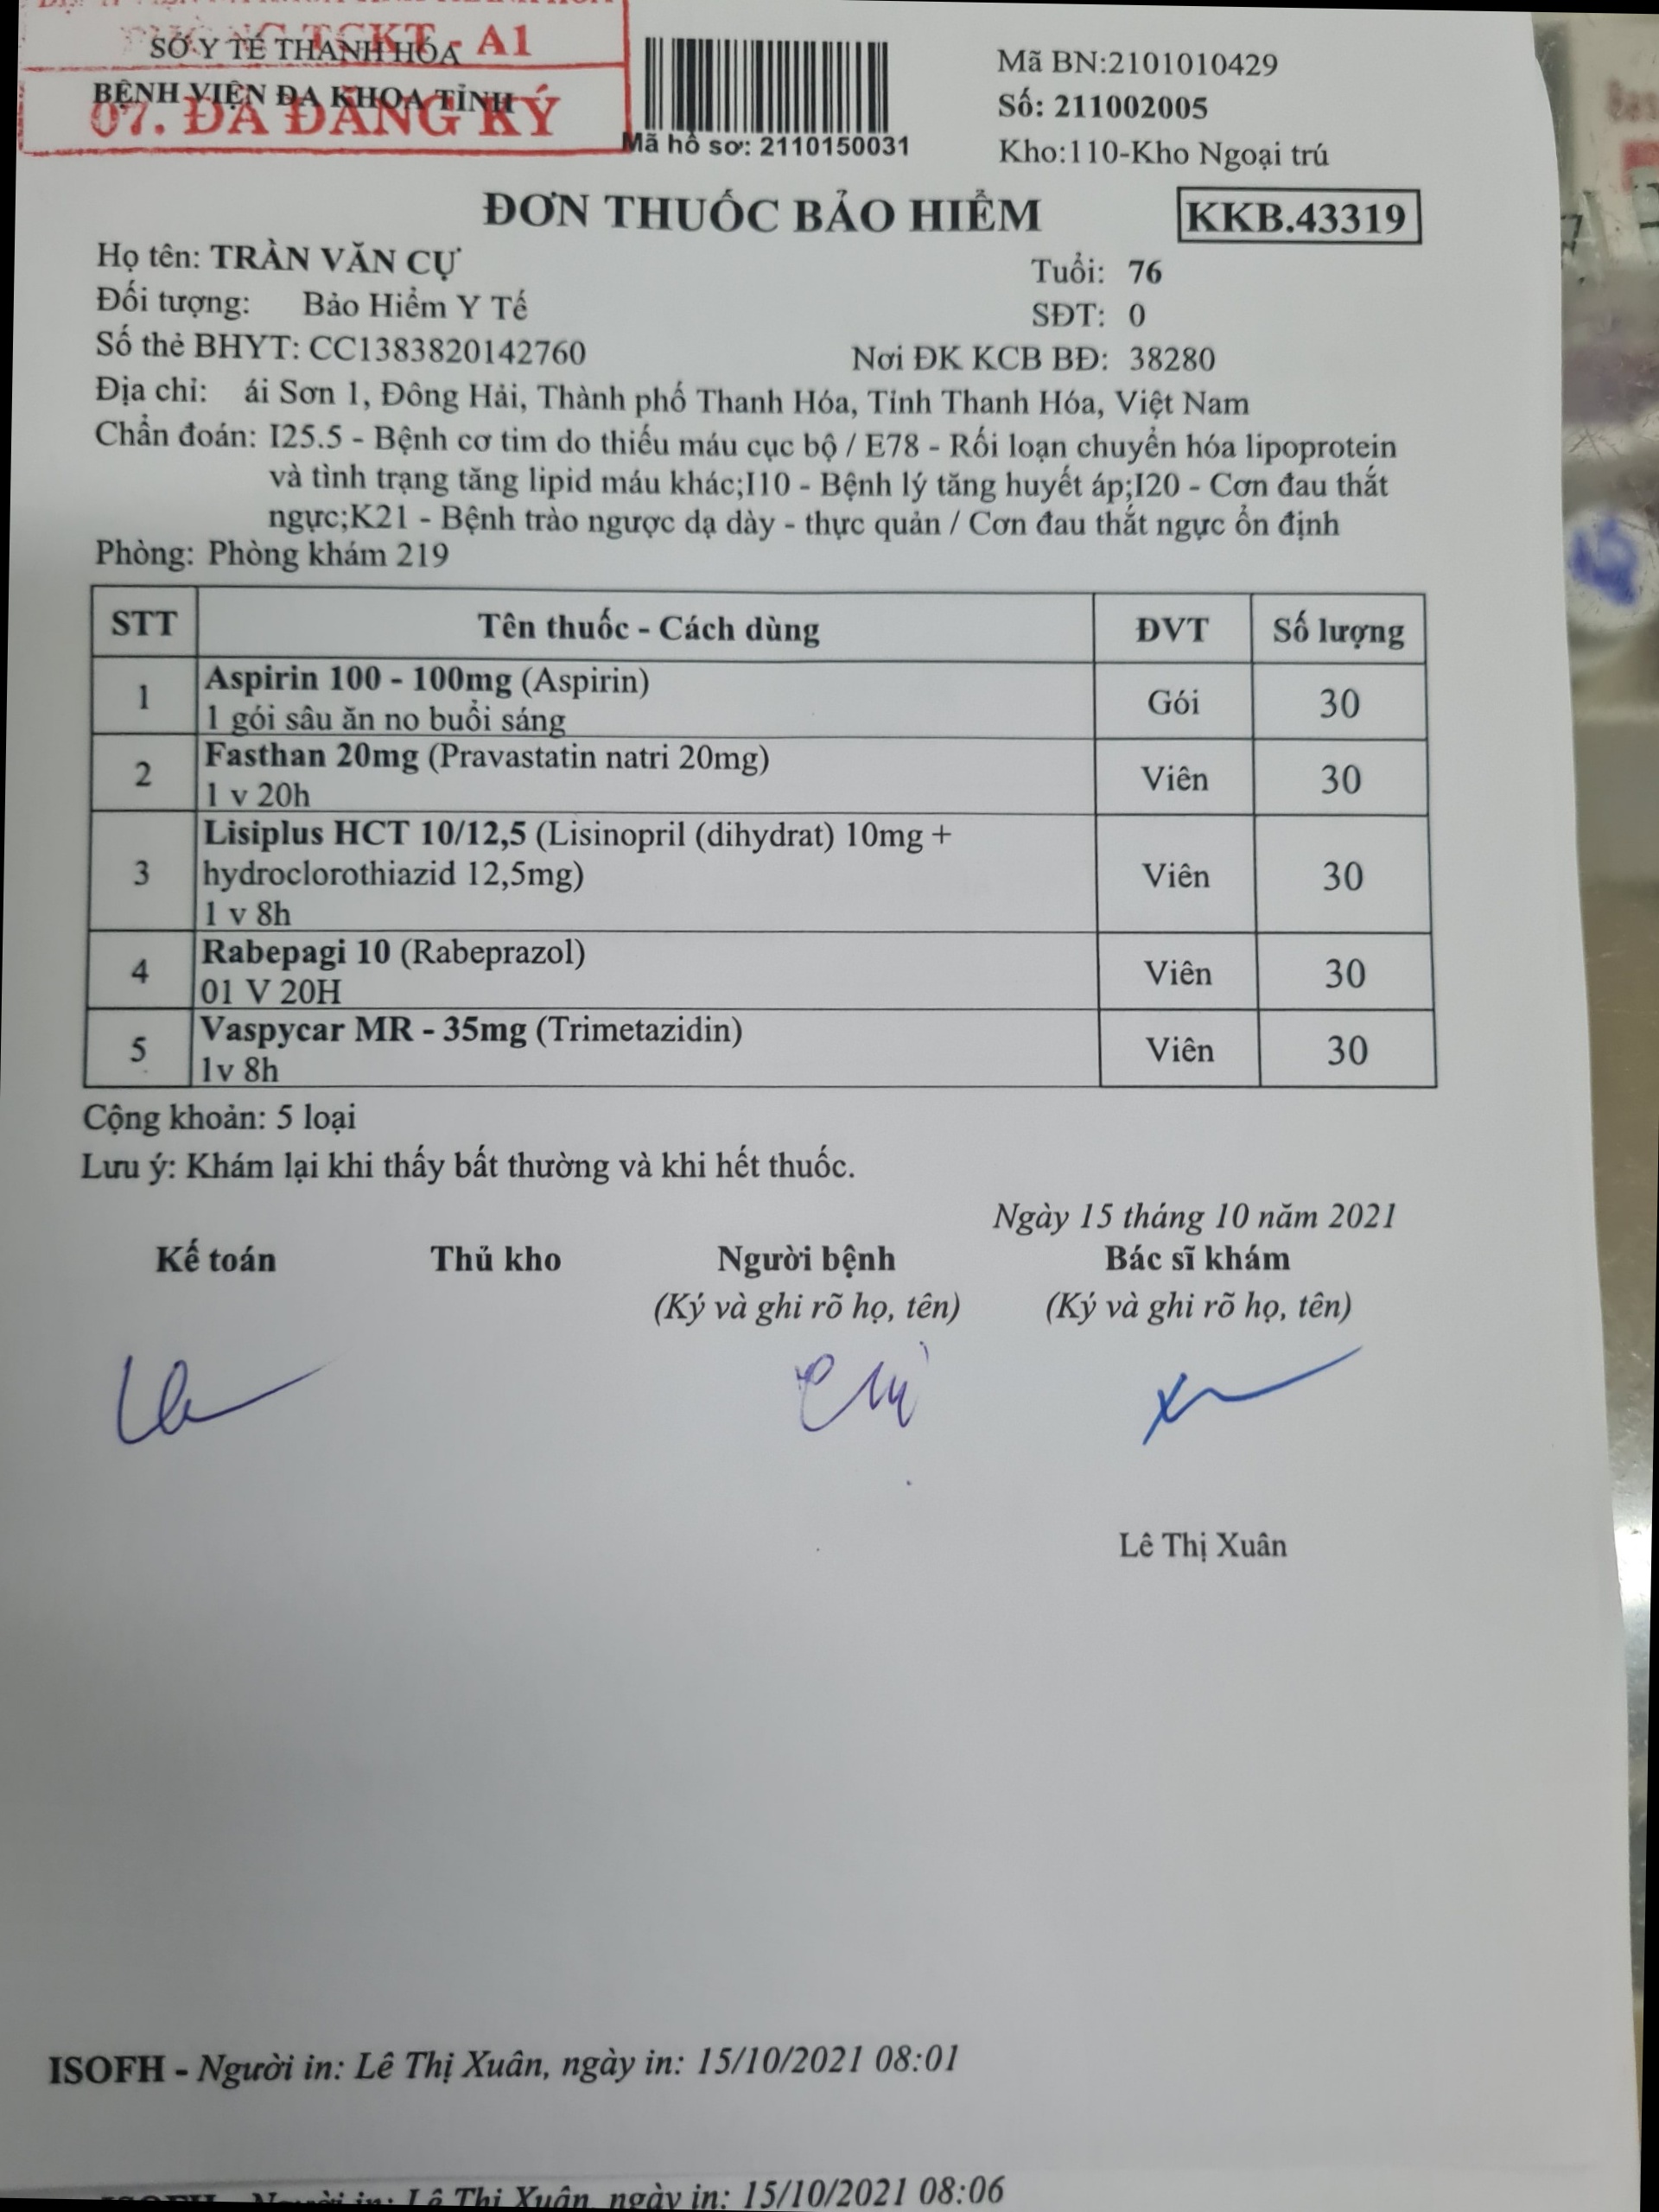 SỞ Y TẾ THANH HÓA
TCKT - A1
BỆNH VIỆN ĐA KHOA TỈNH
07. ĐÃ ĐĂNG KÝ
Mã hồ sơ: 2110150031
Mã BN:2101010429
Số: 211002005
Kho:110-Kho Ngoại trú
ĐƠN THUỐC BẢO HIỂM
KKB.43319
Họ tên: TRẦN VĂN CỰ
Tuổi: 76
Đối tượng: Bảo Hiểm Y Tế
SĐT: 0
Số thẻ BHYT: CC1383820142760
Nơi ĐK KCB BĐ: 38280
Địa chỉ: ái Sơn 1, Đông Hải, Thành phố Thanh Hóa, Tỉnh Thanh Hóa, Việt Nam
Chẩn đoán: I25.5 - Bệnh cơ tim do thiếu máu cục bộ / E78 - Rối loạn chuyển hóa lipoprotein
và tình trạng tăng lipid máu khác;I10 - Bệnh lý tăng huyết áp;I20 - Cơn đau thắt
ngực;K21 - Bệnh trào ngược dạ dày - thực quản / Cơn đau thắt ngực ổn định
Phòng: Phòng khám 219
STT Tên thuốc - Cách dùng ĐVT Số lượng
1 Aspirin 100 - 100mg (Aspirin) Gói 30
1 gói sâu ăn no buổi sáng
2 Fasthan 20mg (Pravastatin natri 20mg) Viên 30
1 v 20h
3 Lisiplus HCT 10/12,5 (Lisinopril (dihydrat) 10mg +
hydroclorothiazid 12,5mg) Viên 30
1 v 8h
4 Rabepagi 10 (Rabeprazol) Viên 30
01 V 20H
5 Vaspycar MR - 35mg (Trimetazidin) Viên 30
1v 8h
Cộng khoản: 5 loại
Lưu ý: Khám lại khi thấy bất thường và khi hết thuốc.
Ngày 15 tháng 10 năm 2021
Kế toán Thủ kho Người bệnh Bác sĩ khám
(Ký và ghi rõ họ, tên) (Ký và ghi rõ họ, tên)
Lê Thị Xuân
ISOFH - Người in: Lê Thị Xuân, ngày in: 15/10/2021 08:01
ISOFH - Người in: Lê Thị Xuân, ngày in: 15/10/2021 08:06